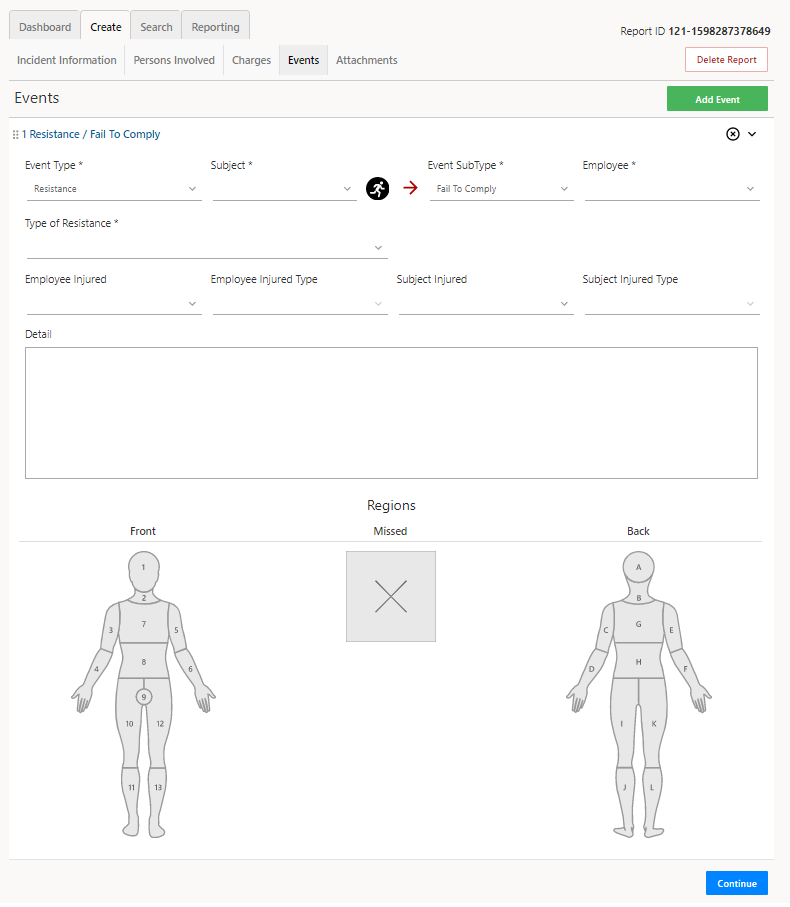 Dashboard Create Search Reporting
Report ID 121-1598287378649
Incident Information Persons Involved Charges Events Attachments
Delete Report
Events
Add Event
1 Resistance / Fail To Comply
Event Type * Subject * Event SubType * Employee *
Resistance Fail To Comply
Type of Resistance *
Employee Injured Employee Injured Type Subject Injured Subject Injured Type
Detail
Regions
Front Missed Back
1 A
2 B
3 7 5 C G E
4 8 6 D H F
9
10 12 I K
11 13 J L
Continue